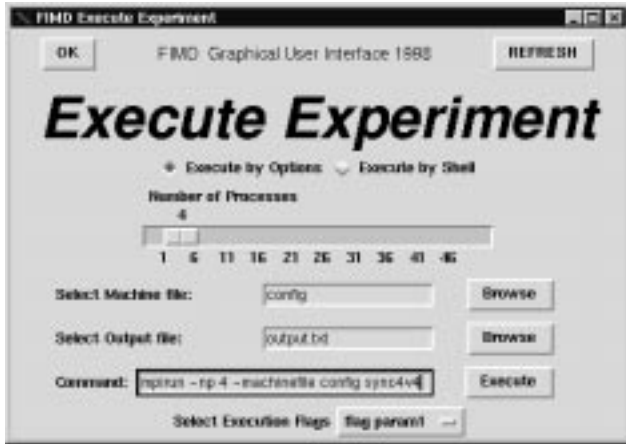 FIMD Execute Experiment
OK FIMD Graphical User Interface 1998 REFRESH
Execute Experiment
Execute by Options Execute by Shell
Number of Processes
4
1 6 11 16 21 26 31 36 41 46
Select Machine file: config Browse
Select Output file: output.txt Browse
Command: mpirun -np 4 -machinefile config sync4v4 Execute
Select Execution Flags flag param1